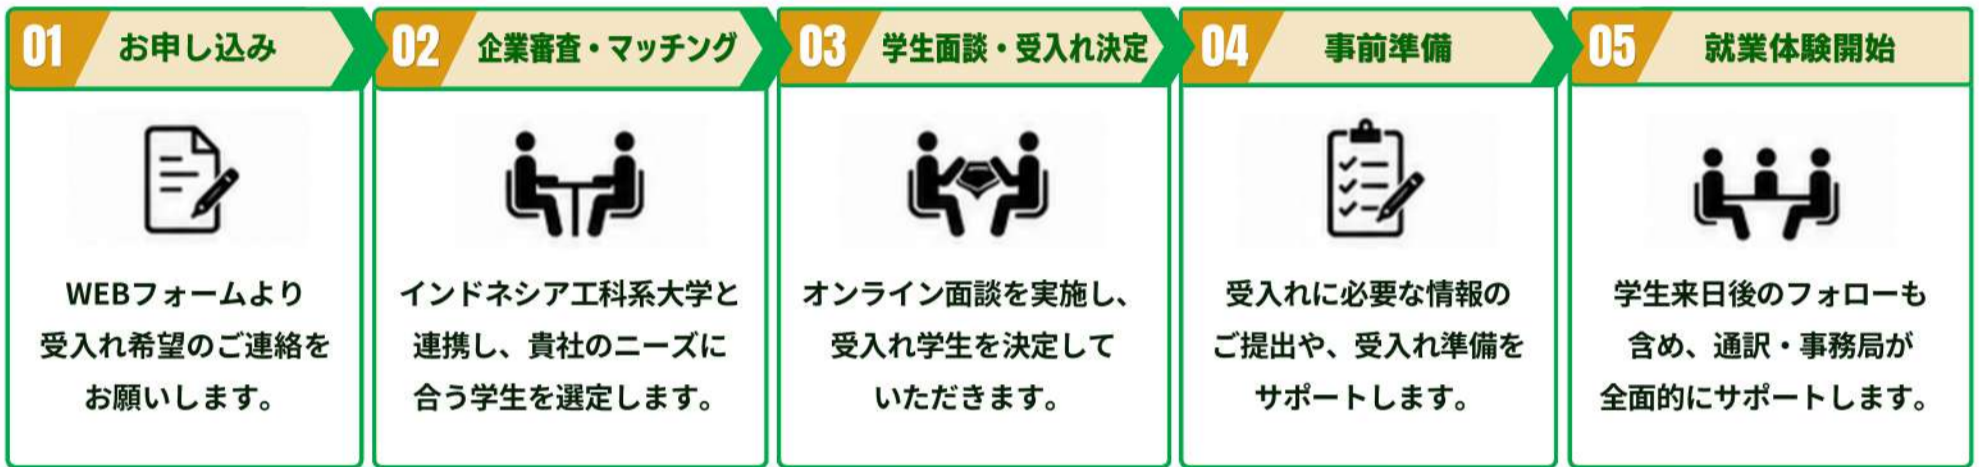 01 お申し込み
WEBフォームより
受入れ希望のご連絡を
お願いします。
02 企業審査・マッチング
インドネシア工科系大学と
連携し、貴社のニーズに
合う学生を選定します。
03 学生面談・受入れ決定
オンライン面談を実施し、
受入れ学生を決定して
いただきます。
04 事前準備
受入れに必要な情報の
ご提出や、受入れ準備を
サポートします。
05 就業体験開始
学生来日後のフォローも
含め、通訳・事務局が
全面的にサポートします。